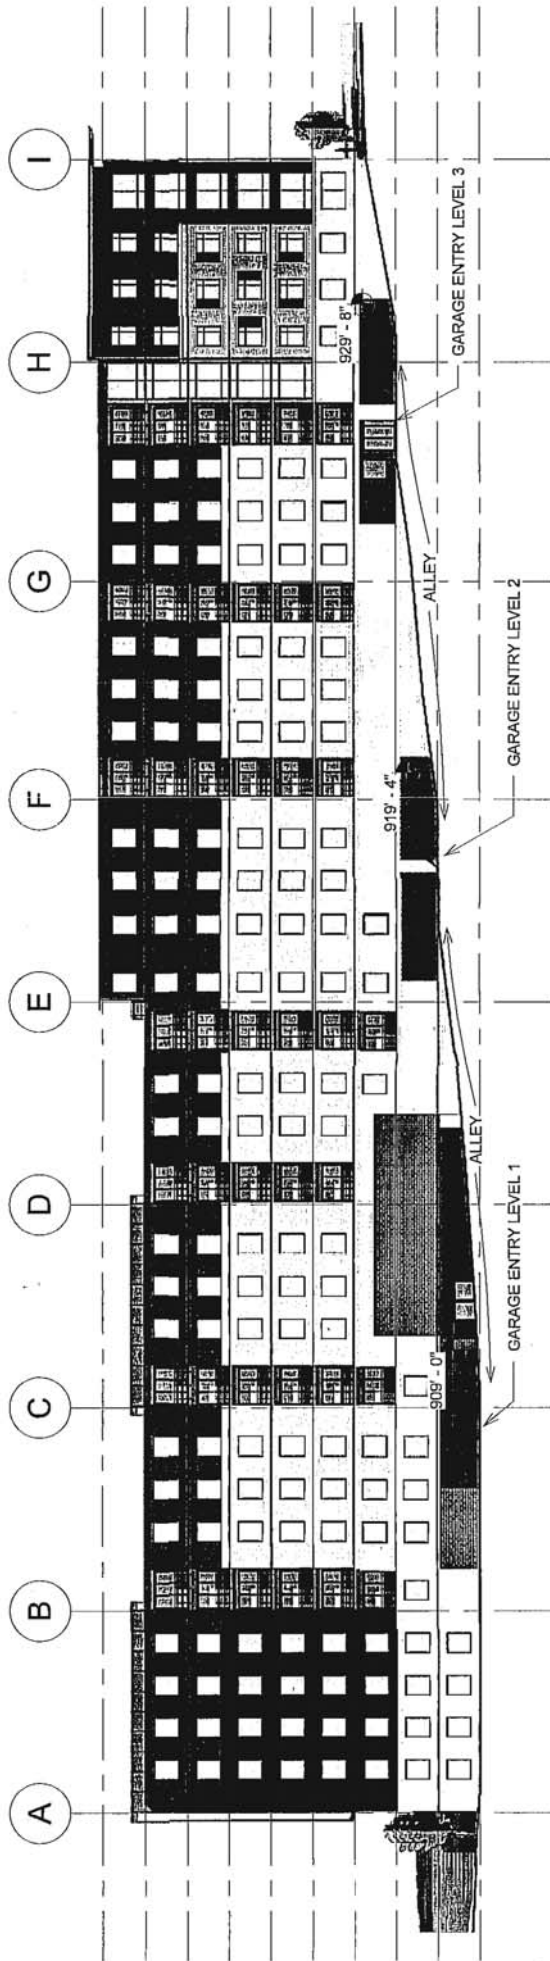 A
B
C
D
E
F
G
H
I
929' - 8"
919' - 4"
909' - 0"
ALLEY
ALLEY
GARAGE ENTRY LEVEL 3
GARAGE ENTRY LEVEL 2
GARAGE ENTRY LEVEL 1